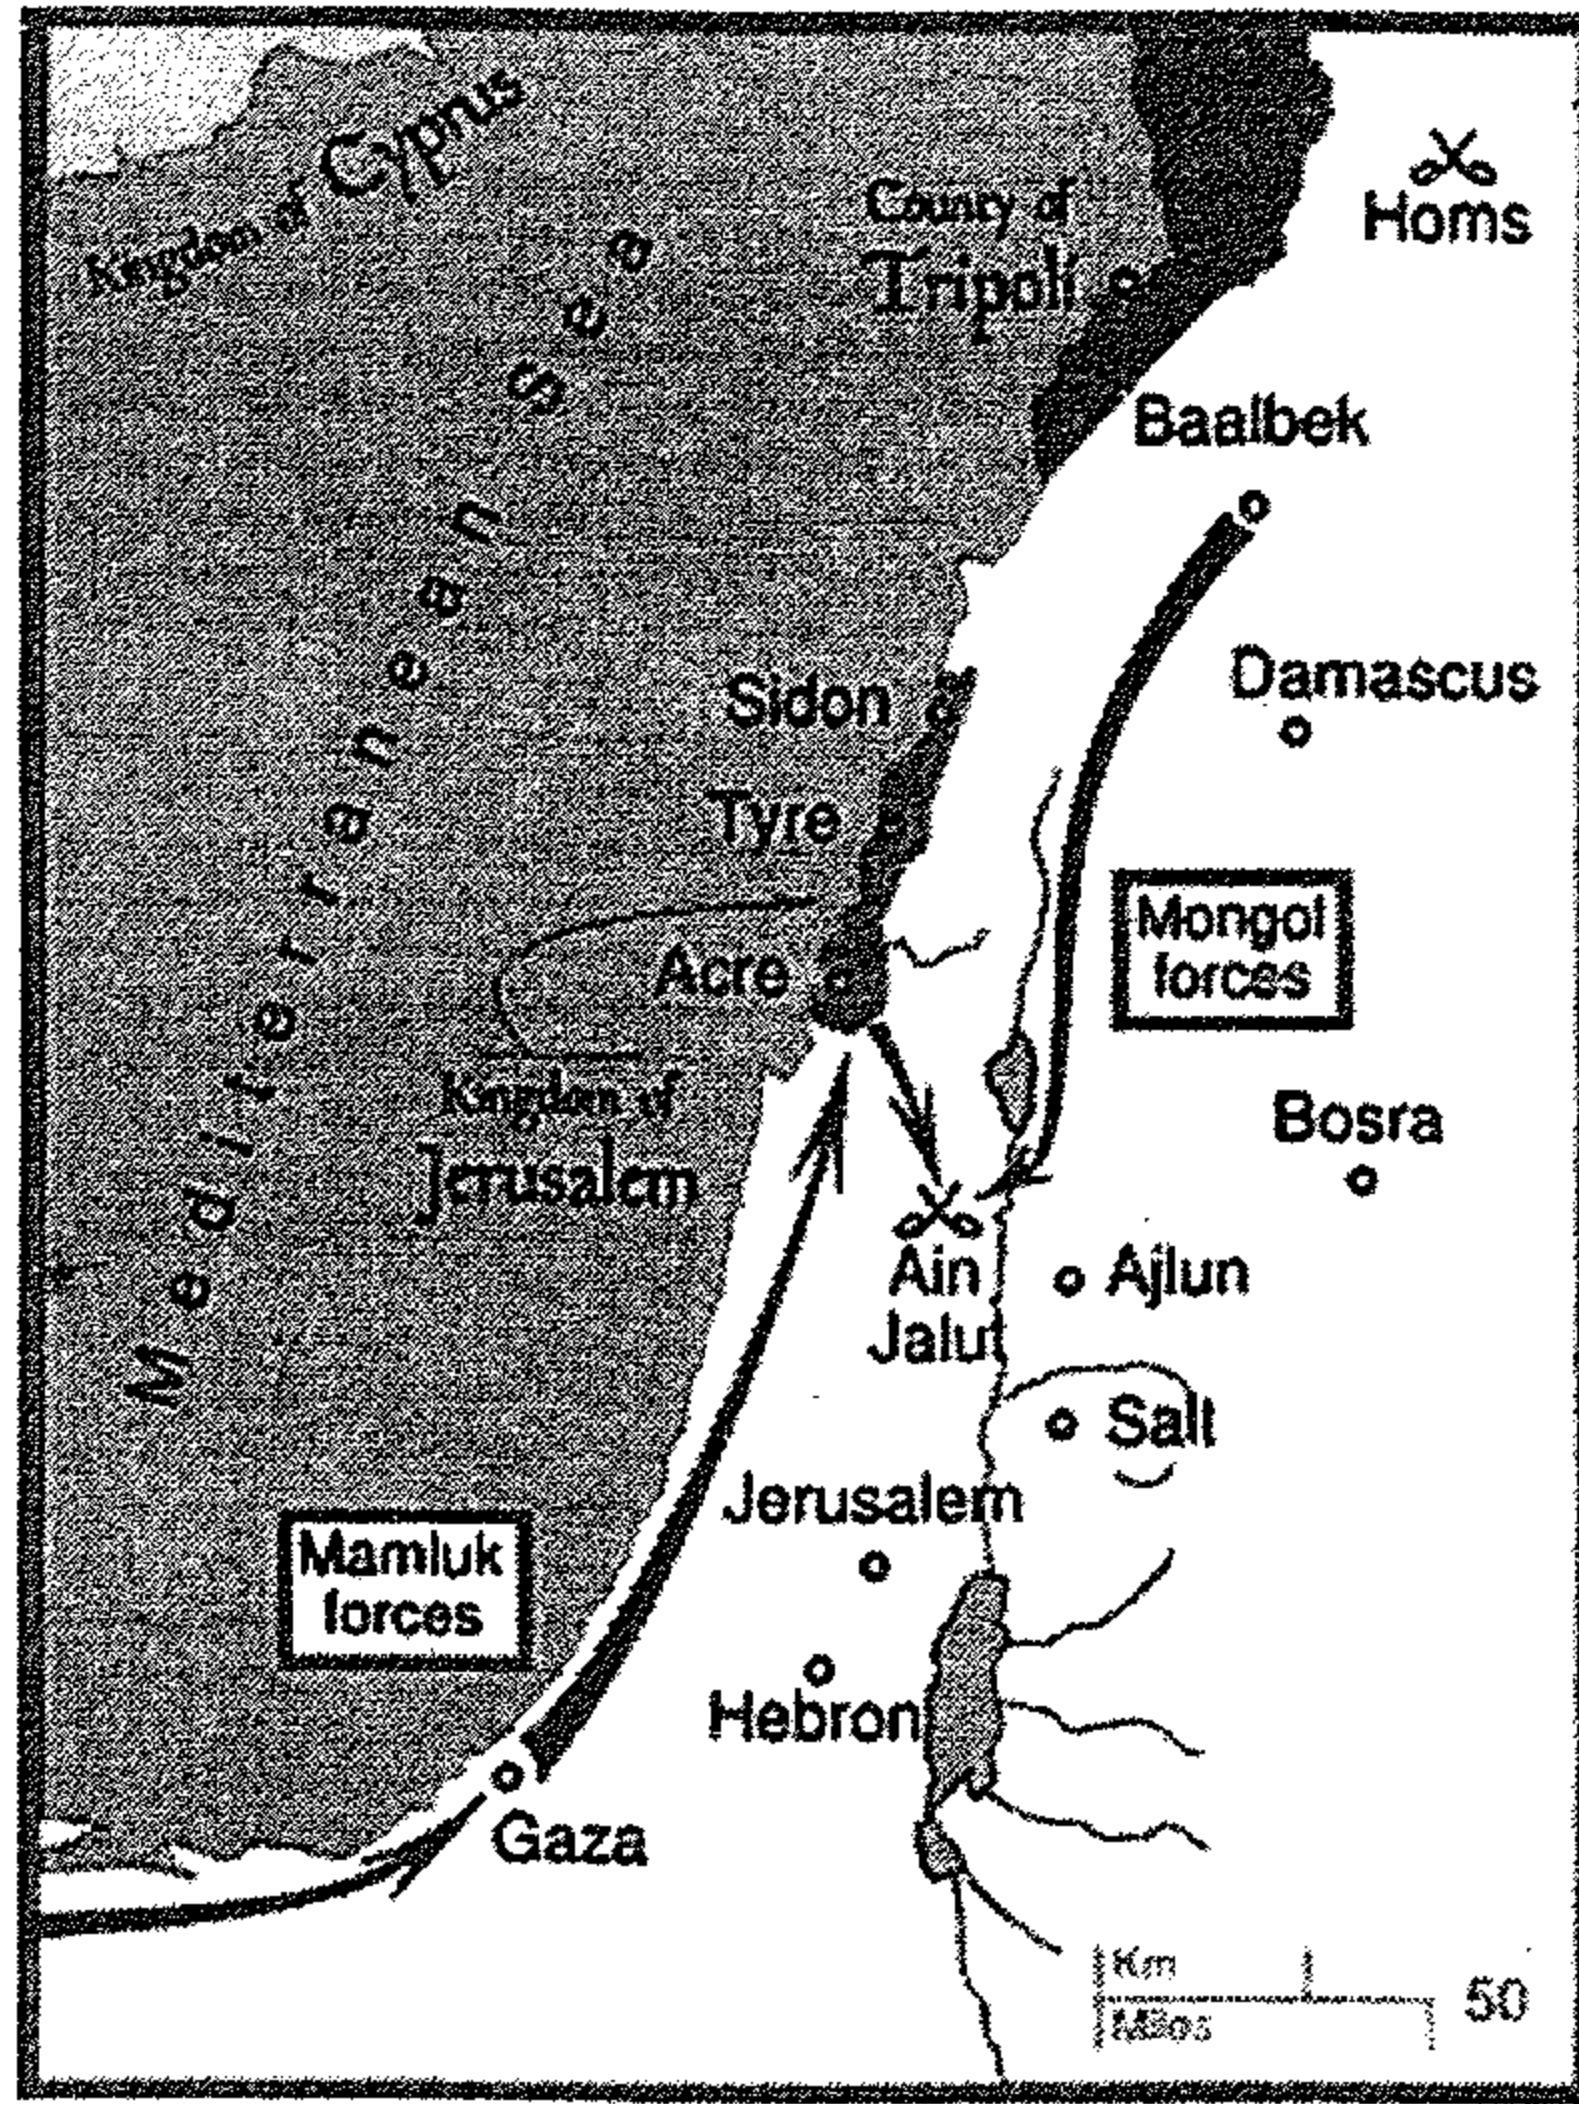 Kingdom of Cyprus
County of
Tripoli
Homs
Mediterranean Sea
Baalbek
Sidon
Damascus
Tyre
Mongol
forces
Acre
Kingdom of
Jerusalem
Bosra
Ain
Jalut
Ajlun
Salt
Jerusalem
Mamluk
forces
Hebron
Gaza
Km
Miles
50